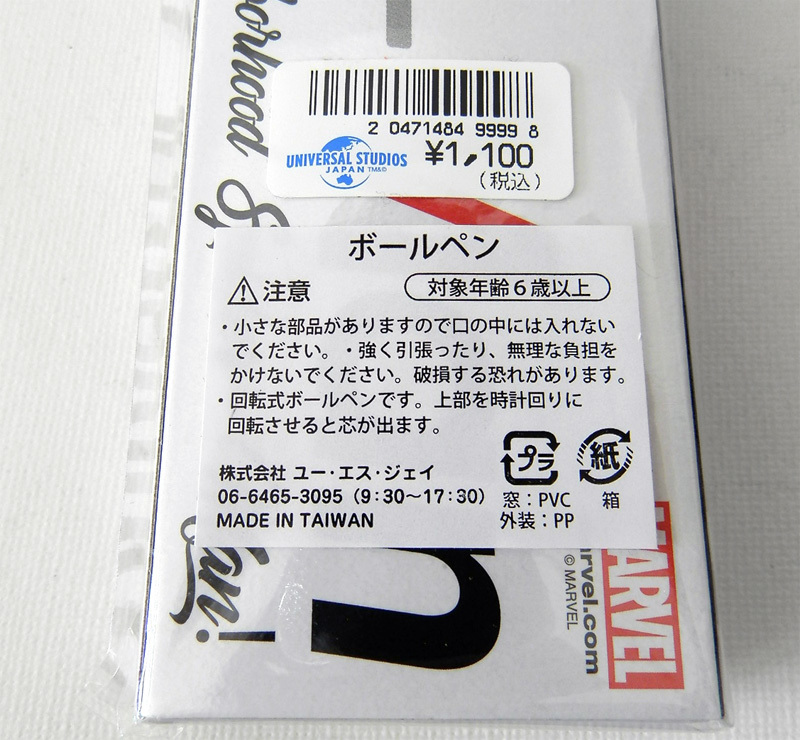 2 0471484 9999 8
UNIVERSAL STUDIOS
JAPAN TM&©
¥1,100
(税込)
ボールペン
注意
対象年齢6歳以上
・小さな部品がありますので口の中には入れない
でください。・強く引張ったり、無理な負担を
かけないでください。破損する恐れがあります。
・回転式ボールペンです。上部を時計回りに
回転させると芯が出ます。
株式会社 ユー・エス・ジェイ
06-6465-3095（9:30〜17:30）
MADE IN TAIWAN
プラ
紙
窓：PVC
箱
外装：PP
MARVEL
arvel.com
© MARVEL
orhood
an!
n